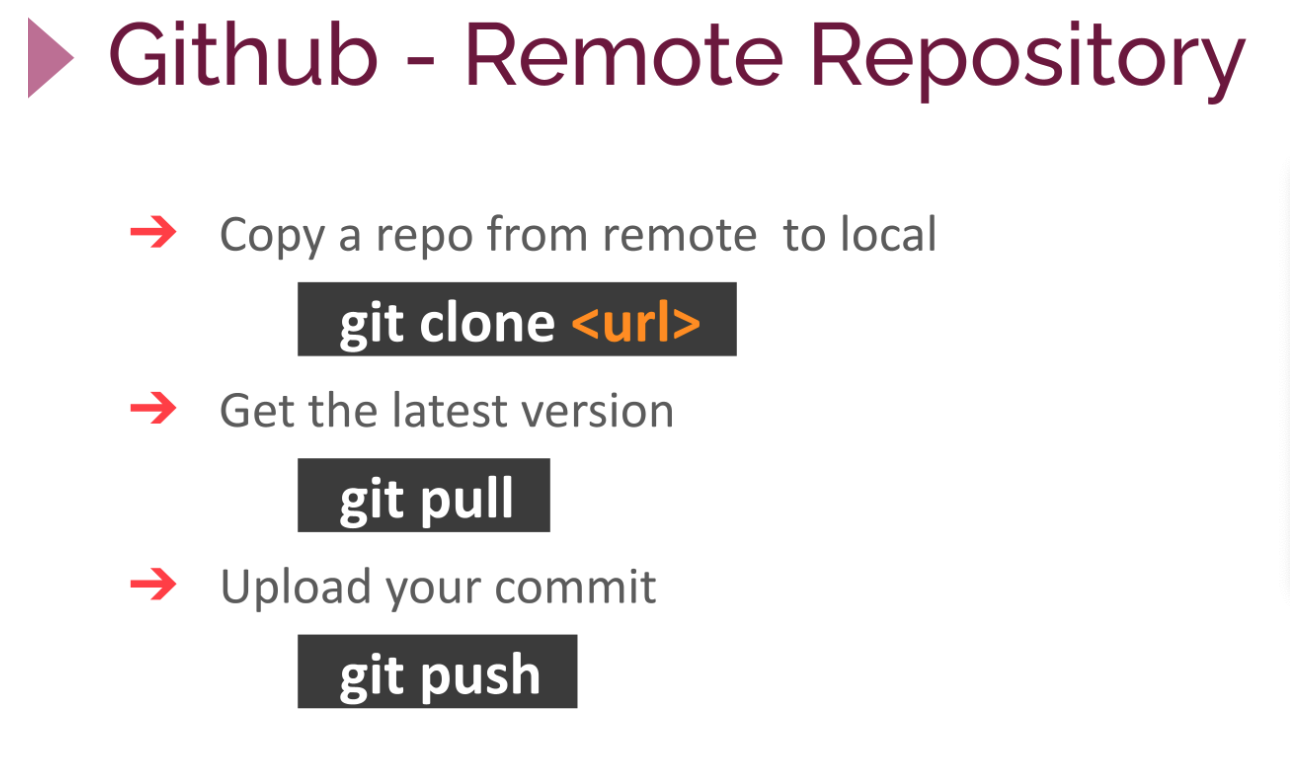 Github - Remote Repository
Copy a repo from remote  to local
git clone <url>
Get the latest version
git pull
Upload your commit
git push